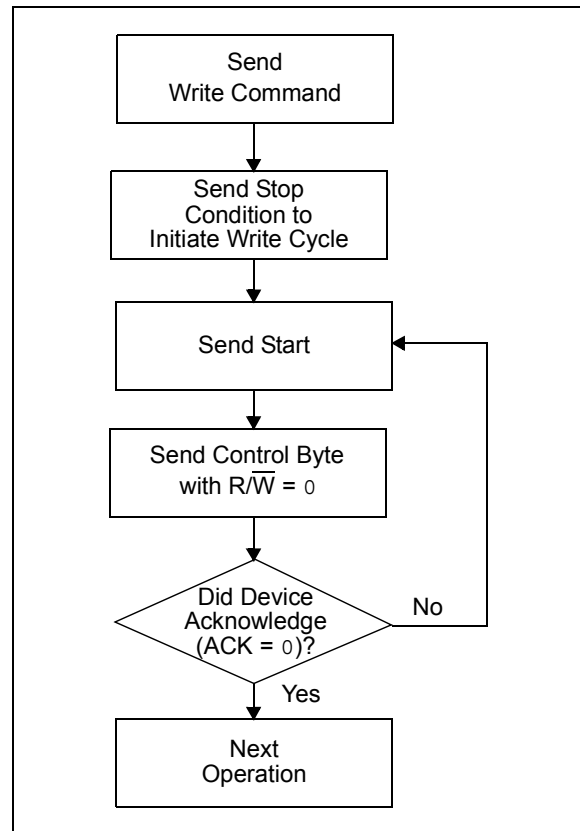 Send
Write Command
Send Stop
Condition to
Initiate Write Cycle
Send Start
Send Control Byte
with R/W̅ = 0
Did Device
Acknowledge
(ACK = 0)?
No
Yes
Next
Operation